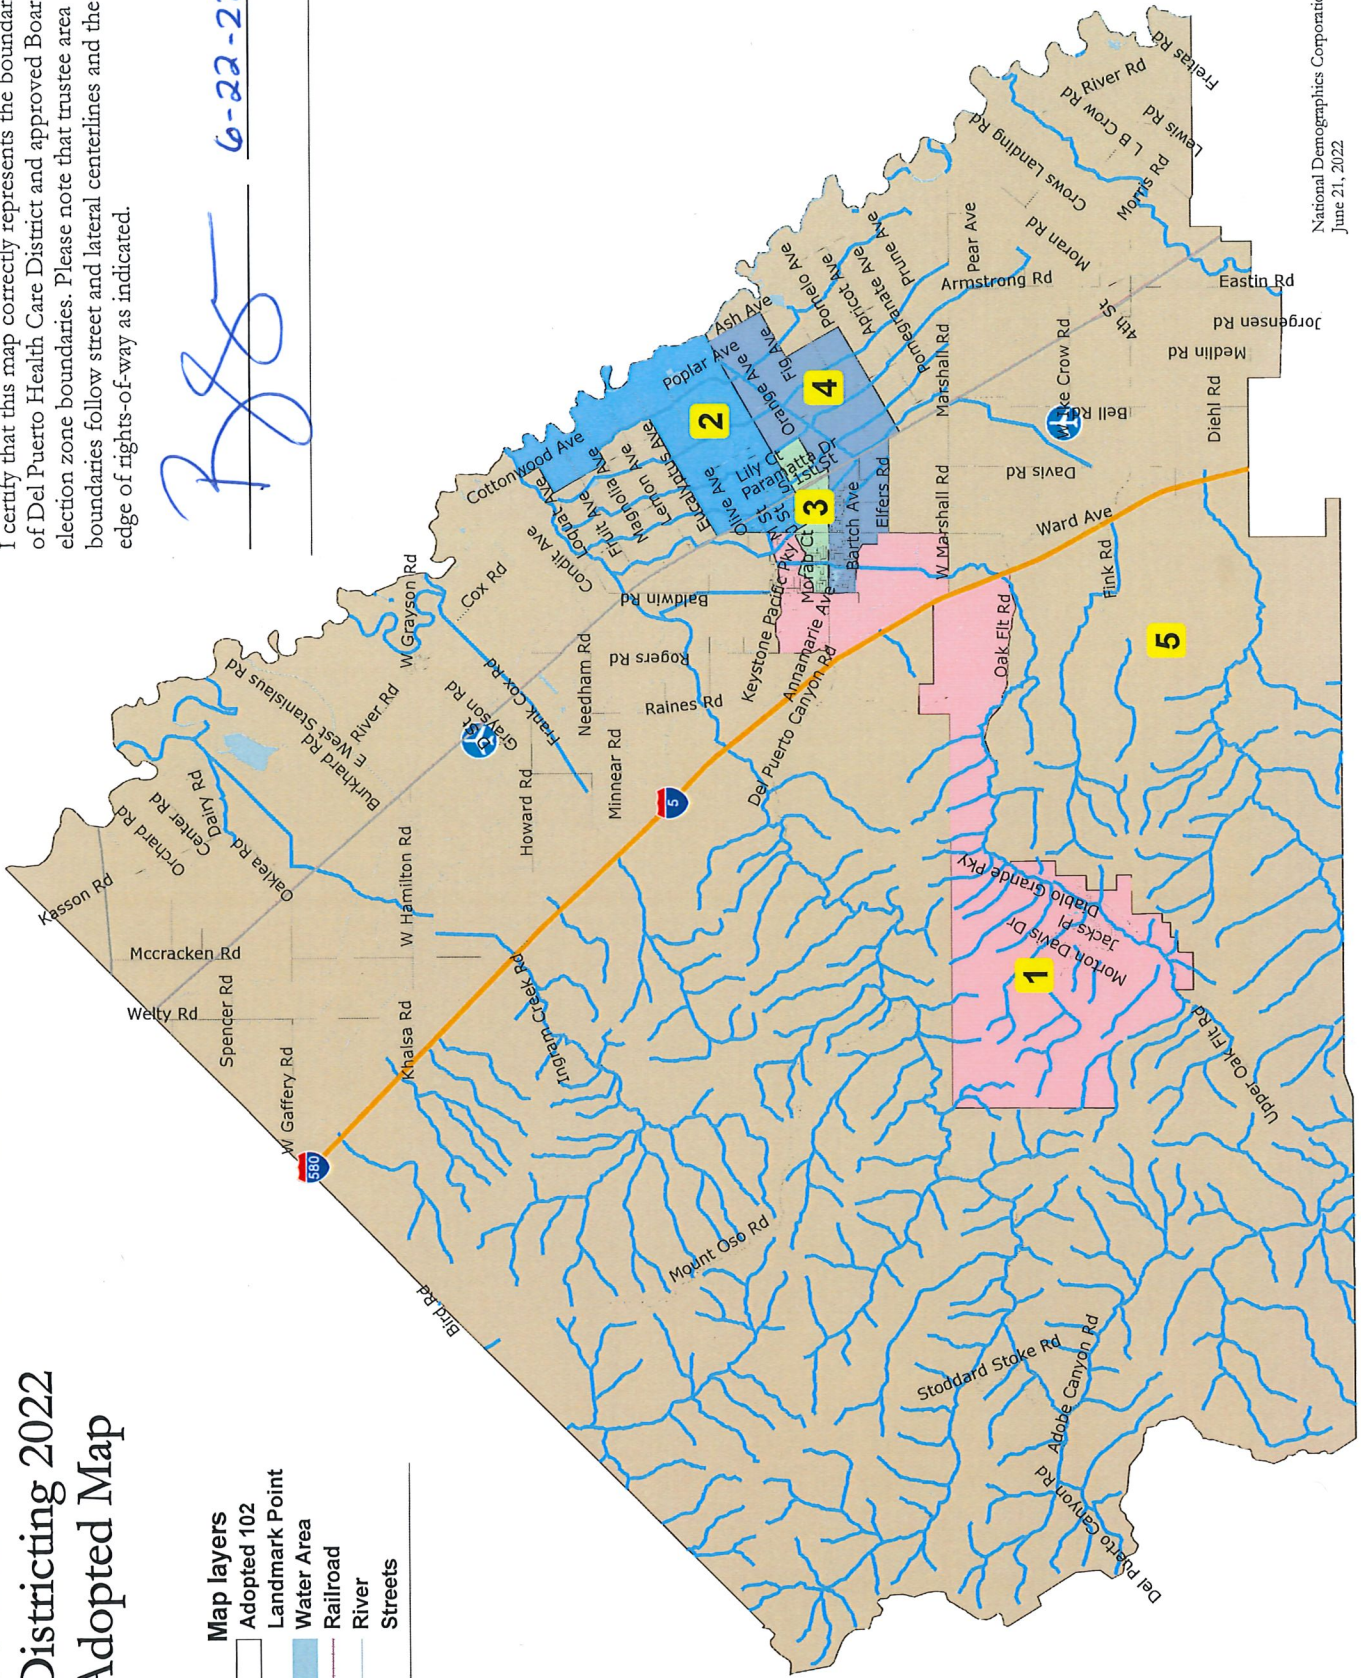 Districting 2022
Adopted Map
Map layers
Adopted 102
Landmark Point
Water Area
Railroad
River
Streets
I certify that this map correctly represents the boundar
of Del Puerto Health Care District and approved Boar
election zone boundaries. Please note that trustee area
boundaries follow street and lateral centerlines and the
edge of rights-of-way as indicated.
6-22-2
Kasson Rd
Orchard Rd
Center Rd
Dairy Rd
Oaklea Rd
Mccracken Rd
Welty Rd
Spencer Rd
W Gaffery Rd
W Hamilton Rd
Khalsa Rd
580
Bird Rd
Ingram Creek Rd
Burkhard Rd
E West Stanislaus Rd
River Rd
W Grayson Rd
Grayson Rd
Frank Cox Rd
Cox Rd
Howard Rd
Minnear Rd
Needham Rd
Rogers Rd
Raines Rd
Baldwin Rd
5
Cottonwood Ave
Loquat Ave
Condit Ave
Fruit Ave
Magnolia Ave
Lemon Ave
Eucalyptus Ave
Olive Ave
Poplar Ave
Ash Ave
2
Lily Ct
Paramatta Dr
S 1st St
M St
3
Morab Ct
Keystone Pacific Pky
Annamarie Ave
Del Puerto Canyon Rd
Bartch Ave
Elfers Rd
Orange Ave
Fig Ave
4
Pomelo Ave
Apricot Ave
Pomegranate Ave
Prune Ave
Pear Ave
Armstrong Rd
Marshall Rd
W Marshall Rd
Moran Rd
Crows Landing Rd
Morris Rd
L B Crow Rd
River Rd
Lewis Rd
Freitas Rd
4th St
Eastin Rd
Jorgensen Rd
Medlin Rd
Bell Rd
Diehl Rd
Davis Rd
Ward Ave
Fink Rd
Oak Flt Rd
5
Diablo Grande Pky
Jacks Pl
Morton Davis Dr
1
Upper Oak Flt Rd
Mount Oso Rd
Stoddard Stoke Rd
Adobe Canyon Rd
Del Puerto Canyon Rd
National Demographics Corporatio
June 21, 2022